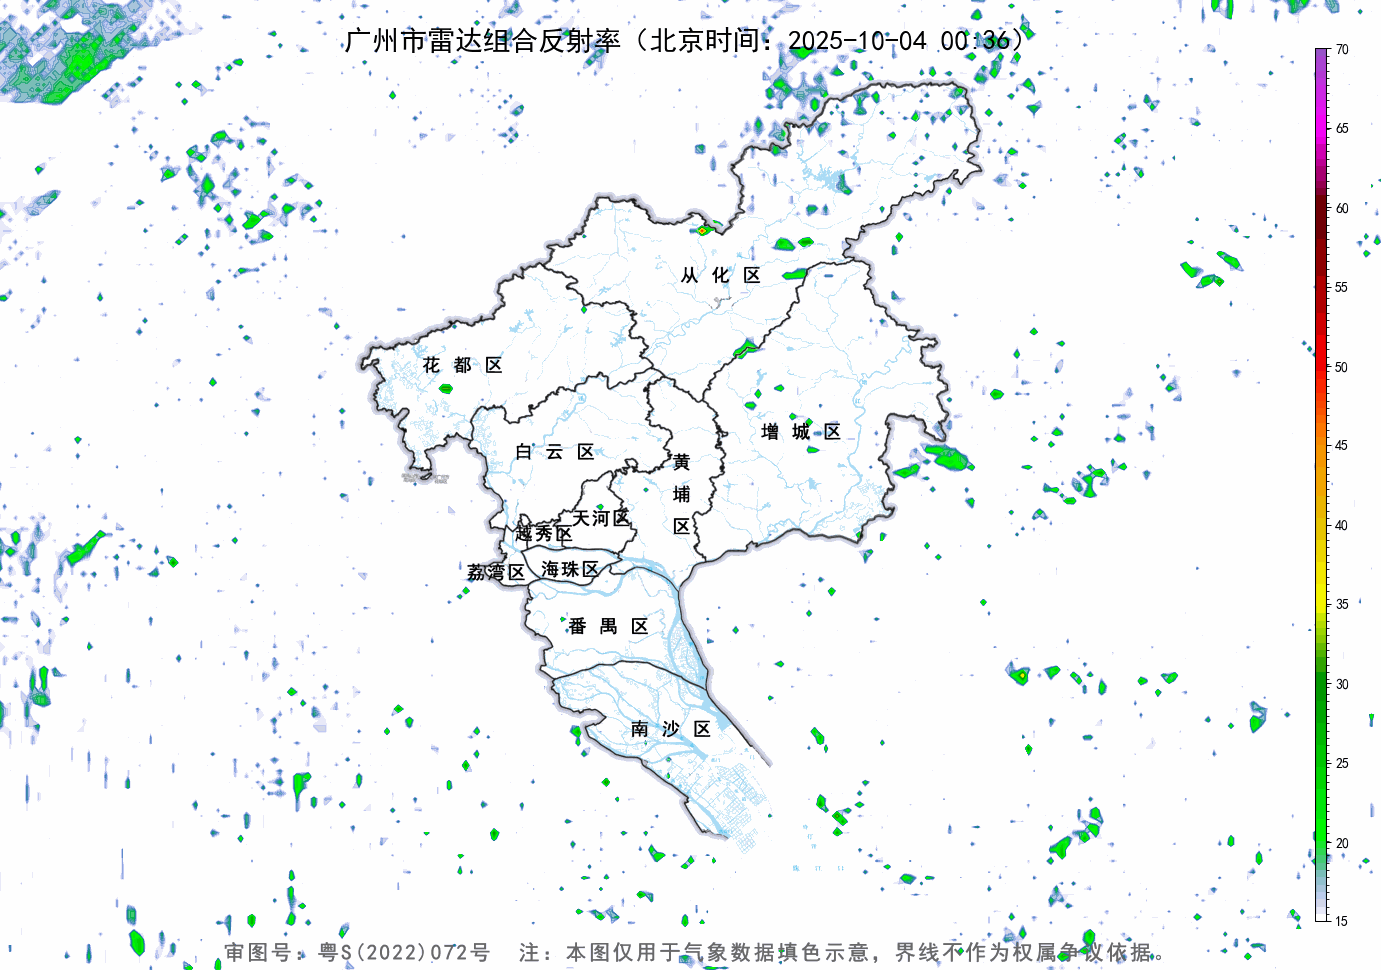 广州市雷达组合反射率（北京时间：2025-10-04 00:36）
70
65
60
55
50
45
40
35
30
25
20
15
从化区
花都区
增城区
白云区
黄埔区
天河区
越秀区
荔湾区
海珠区
番禺区
南沙区
审图号：粤S(2022)072号 注：本图仅用于气象数据填色示意，界线不作为权属争议依据。